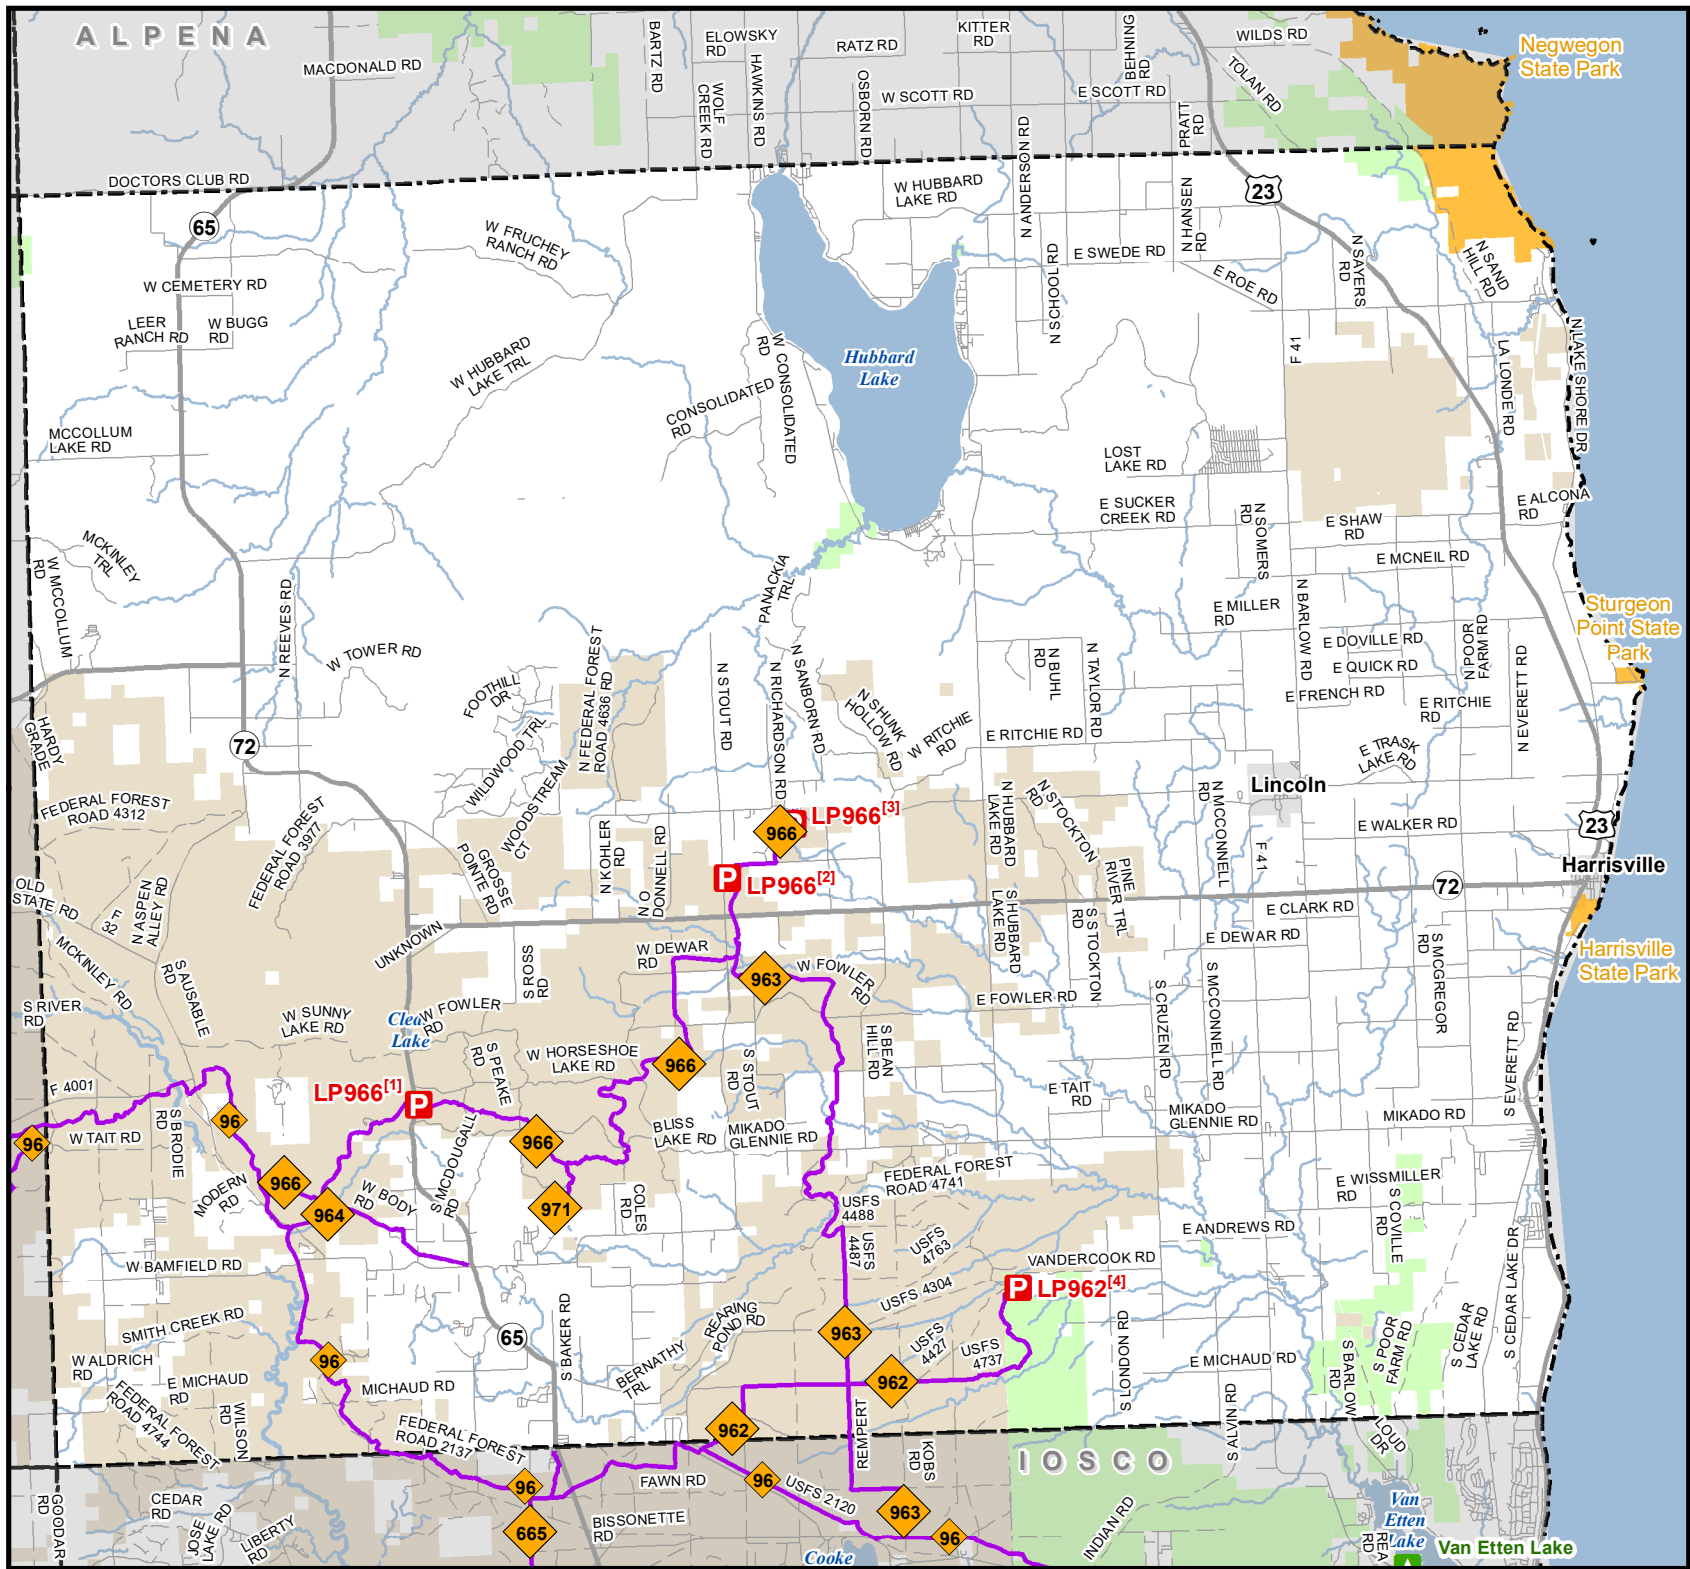 ALPENA
MACDONALD RD
BARTZ RD
ELOWSKY
RD
HAWKINS RD
WOLF
CREEK RD
RATZ RD
OSBORN RD
KITTER
RD
W SCOTT RD
BEHNING
RD
E SCOTT RD
PRATT
RD
WILDS RD
TOLAN RD
Negwegon
State Park
DOCTORS CLUB RD
65
W FRUCHEY
RANCH RD
W HUBBARD
LAKE RD
N ANDERSON RD
N HANSEN
RD
23
E SWEDE RD
E ROE RD
N SCHOOL RD
N SAYERS
RD
N SAND
HILL RD
W CEMETERY RD
LEER
RANCH RD
W BUGG
RD
W HUBBARD
LAKE TRL
W CONSOLIDATED
RD
CONSOLIDATED
RD
Hubbard
Lake
F 41
LA LONDE RD
N LAKE SHORE DR
MCCOLLUM
LAKE RD
LOST
LAKE RD
E SUCKER
CREEK RD
N SOMERS
RD
E SHAW
RD
E ALCONA
RD
E MCNEIL RD
MCKINLEY
TRL
W MCCOLLUM
RD
N REEVES RD
W TOWER RD
PANACKIA
TRL
E MILLER
RD
N BARLOW RD
E DOVILLE RD
E QUICK RD
E FRENCH RD
N POOR
FARM RD
N EVERETT RD
E RITCHIE
RD
Sturgeon
Point State
Park
FOOTHILL
DR
N FEDERAL FOREST
ROAD 4636 RD
N STOUT RD
N RICHARDSON RD
N SANBORN RD
N SHUNK
HOLLOW RD
W RITCHIE
RD
N BUHL
RD
N TAYLOR RD
E RITCHIE RD
HARDY
GRADE
72
WILDWOOD TRL
WOODSTREAM
CT
E TRASK
LAKE RD
Lincoln
FEDERAL FOREST
ROAD 4312
FEDERAL FOREST
ROAD 3977
GROSSE
PONTE RD
N KOHLER
RD
N O
DONNELL RD
966
LP966[3]
LP966[2]
P
N HUBBARD
LAKE RD
N STOCKTON
RD
N MCCONNELL
RD
PINE
RIVER TRL
F 41
E WALKER RD
23
Harrisville
72
OLD
STATE RD
F
32
N ASPEN
ALLEY RD
MCKINLEY RD
UNKNOWN
S ROSS
RD
W DEWAR
RD
963
W FOWLER
RD
S HUBBARD
LAKE RD
S STOCKTON
RD
E CLARK RD
E DEWAR RD
S MCGREGOR
RD
Harrisville
State Park
S RIVER
RD
S AUSABLE
RD
W SUNNY
LAKE RD
Clear
Lake
W FOWLER
RD
E FOWLER RD
S CRUZEN RD
S MCCONNELL RD
S EVERETT RD
F 4001
LP966[1]
P
S PEAKE
RD
W HORSESHOE
LAKE RD
966
S STOUT
RD
S BEAN
HILL RD
E TAIT
RD
MIKADO
GLENNIE RD
MIKADO RD
96
W TAIT RD
S BRODIE
RD
96
966
S MCDOUGALL
RD
966
BLISS
LAKE RD
MIKADO
GLENNIE RD
FEDERAL FOREST
ROAD 4741
E WISSMILLER
RD
MODERN
RD
964
W BODY
RD
971
COLES
RD
USFS
4488
USFS
4487
USFS
4763
E ANDREWS RD
S SCOVILLE
RD
W BAMFIELD RD
VANDERCOOK RD
P
LP962[4]
USFS 4304
SMITH CREEK RD
65
S BAKER RD
REARING
POND RD
963
USFS
4427
USFS
4737
S LONDON RD
S CEDAR LAKE DR
S CEDAR
LAKE RD
S POOR
FARM RD
S BARLOW
RD
W ALDRICH
RD
96
E MICHAUD
RD
MICHAUD RD
BERNATHY
TRL
962
E MICHAUD RD
FEDERAL FOREST
ROAD 4744
WILSON
RD
FEDERAL FOREST
ROAD 2137
962
REMPERT
S ALVIN RD
LOUD
DR
IOSCO
KOBS
RD
96
FAWN RD
96
USFS 2120
963
96
GOODAR
RD
CEDAR
RD
JOSE
LAKE RD
LIBERTY
RD
665
BISSONETTE
RD
Cooke
INDIAN RD
Van
Etten
Lake
REA
RD
Van Etten Lake